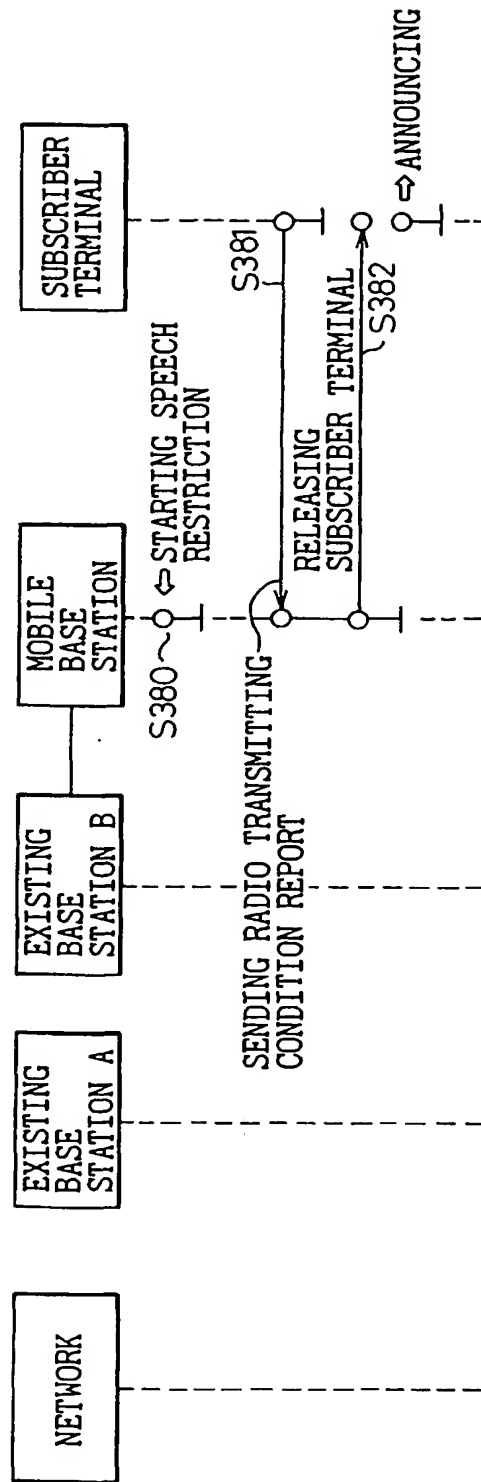 NETWORK
EXISTING
BASE
STATION A
EXISTING
BASE
STATION B
MOBILE
BASE
STATION
SUBSCRIBER
TERMINAL
S380
⇦ STARTING SPEECH
RESTRICTION
SENDING RADIO TRANSMITTING
CONDITION REPORT
S381
RELEASING
SUBSCRIBER TERMINAL
S382
⇨ ANNOUNCING